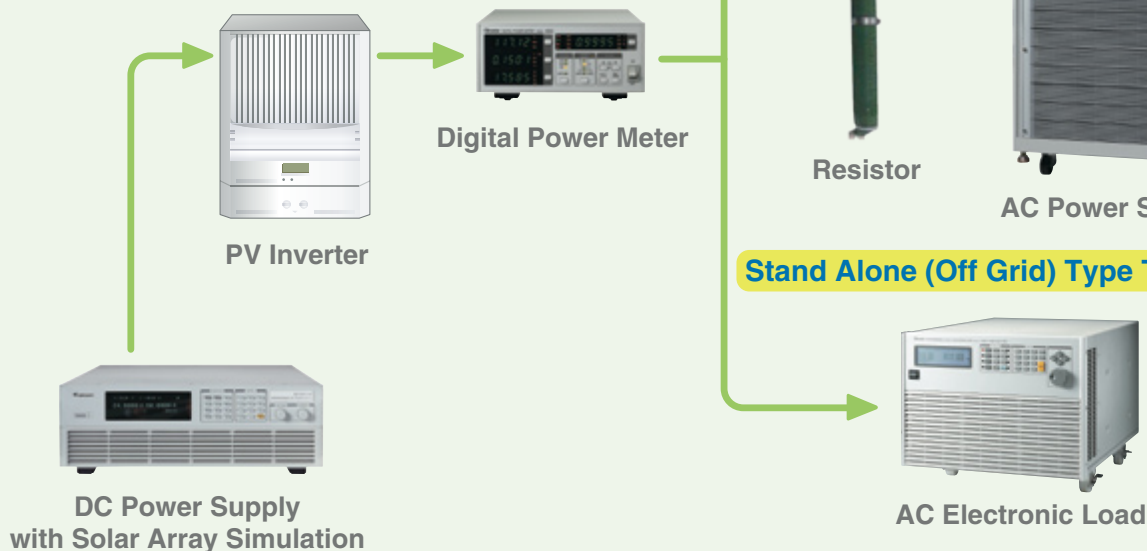 Digital Power Meter
Resistor
AC Power S
PV Inverter
Stand Alone (Off Grid) Type T
DC Power Supply
with Solar Array Simulation
AC Electronic Load